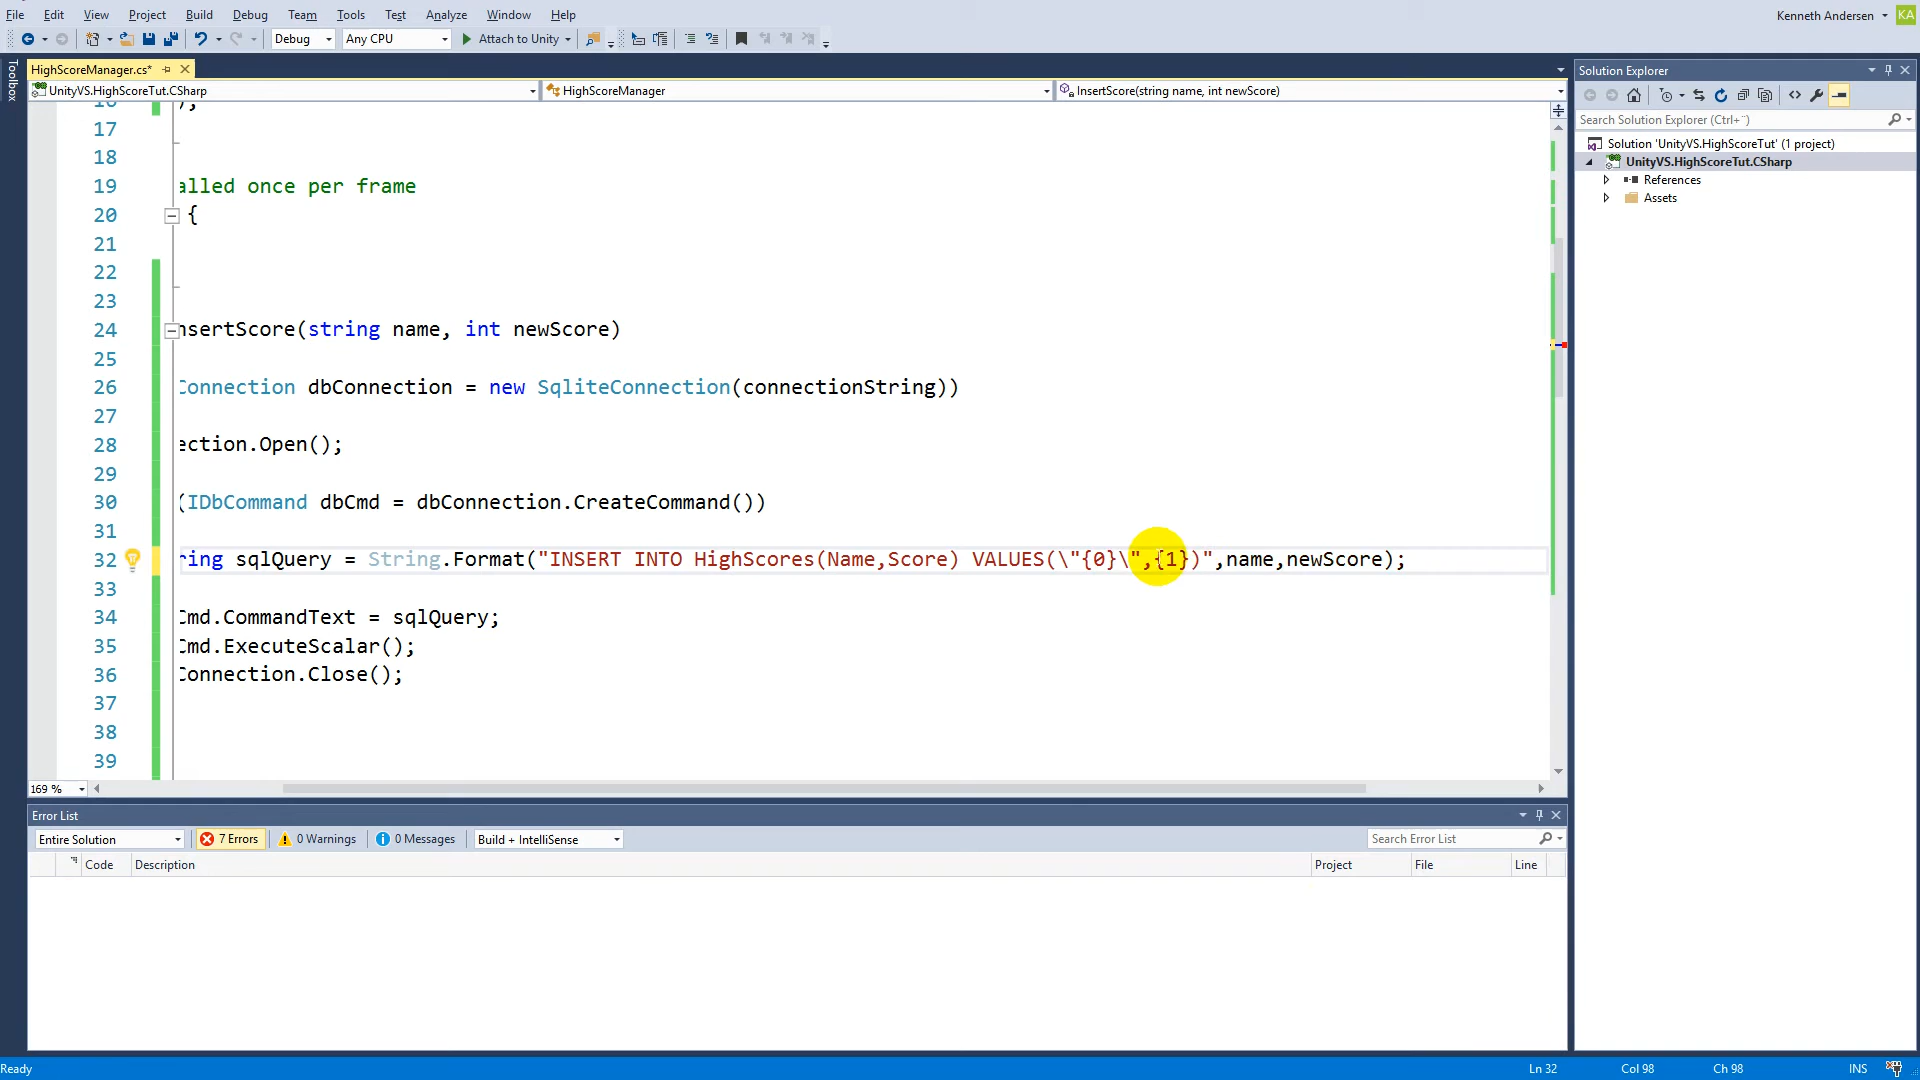 File Edit View Project Build Debug Team Tools Test Analyze Window Help
Kenneth Andersen KA
Debug Any CPU Attach to Unity
Toolbox
HighScoreManager.cs*
UnityVS.HighScoreTut.CSharp HighScoreManager InsertScore(string name, int newScore)
17
18
19 alled once per frame
20 {
21
22
23
24 nsertScore(string name, int newScore)
25
26 Connection dbConnection = new SqliteConnection(connectionString))
27
28 ection.Open();
29
30 (IDbCommand dbCmd = dbConnection.CreateCommand())
31
32 ring sqlQuery = String.Format("INSERT INTO HighScores(Name,Score) VALUES(\"{0}\",{1})",name,newScore);
33
34 Cmd.CommandText = sqlQuery;
35 Cmd.ExecuteScalar();
36 Connection.Close();
37
38
39
169 %
Error List
Entire Solution 7 Errors 0 Warnings 0 Messages Build + IntelliSense Search Error List
Code Description Project File Line
Solution Explorer
Search Solution Explorer (Ctrl+¨)
Solution 'UnityVS.HighScoreTut' (1 project)
UnityVS.HighScoreTut.CSharp
References
Assets
Ready Ln 32 Col 98 Ch 98 INS